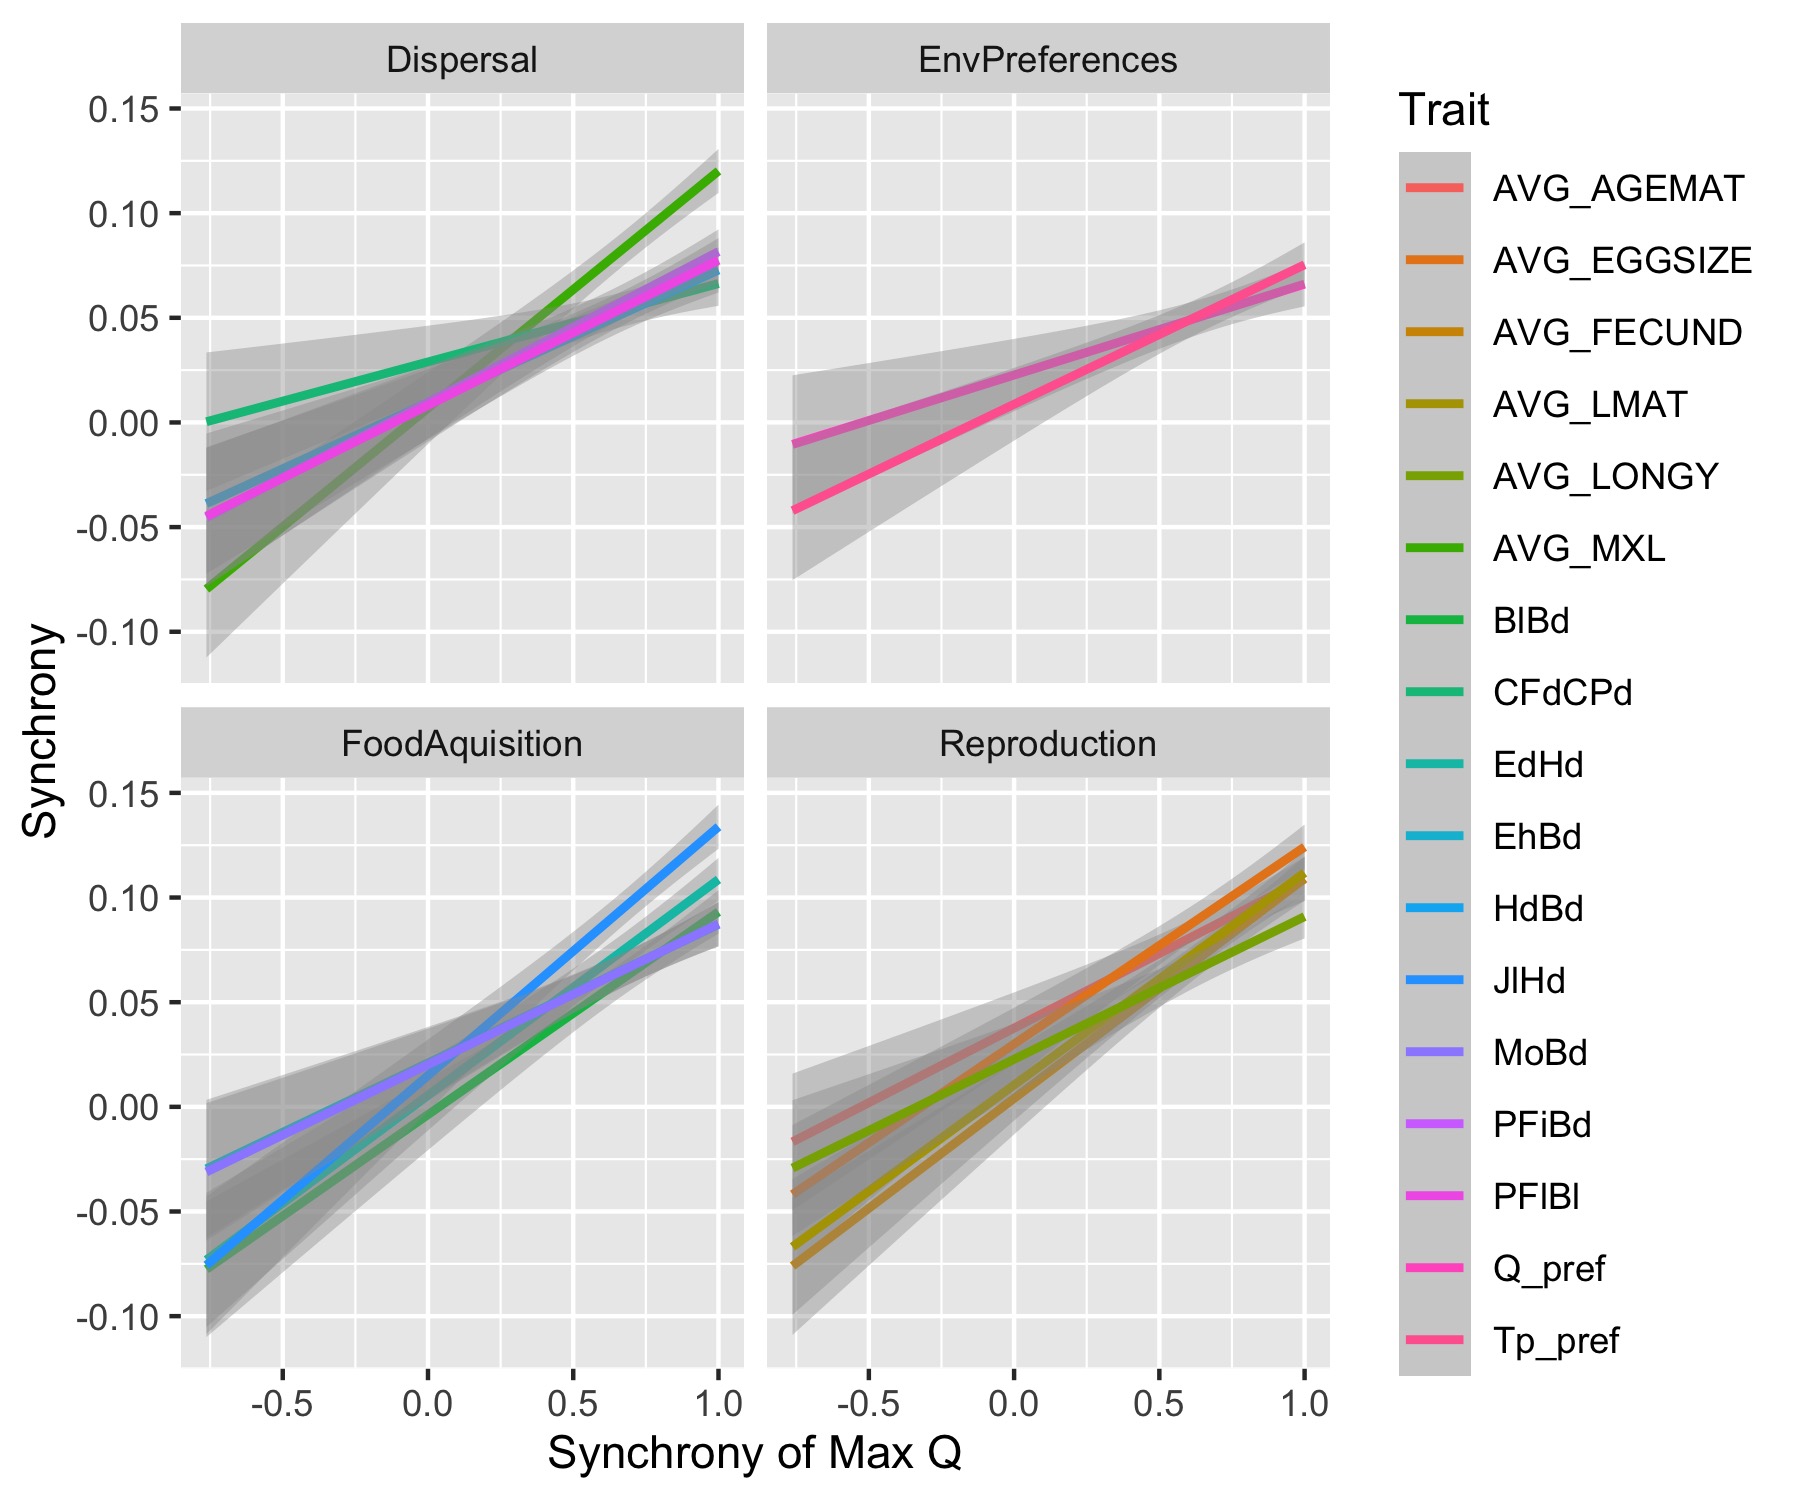 Dispersal
EnvPreferences
0.15
0.10
0.05
0.00
-0.05
-0.10
FoodAquisition
Reproduction
0.15
0.10
0.05
0.00
-0.05
-0.10
-0.5 0.0 0.5 1.0
-0.5 0.0 0.5 1.0
Synchrony of Max Q
Synchrony
Trait
AVG_AGEMAT
AVG_EGGSIZE
AVG_FECUND
AVG_LMAT
AVG_LONGY
AVG_MXL
BlBd
CFdCPd
EdHd
EhBd
HdBd
JlHd
MoBd
PFiBd
PFlBl
Q_pref
Tp_pref